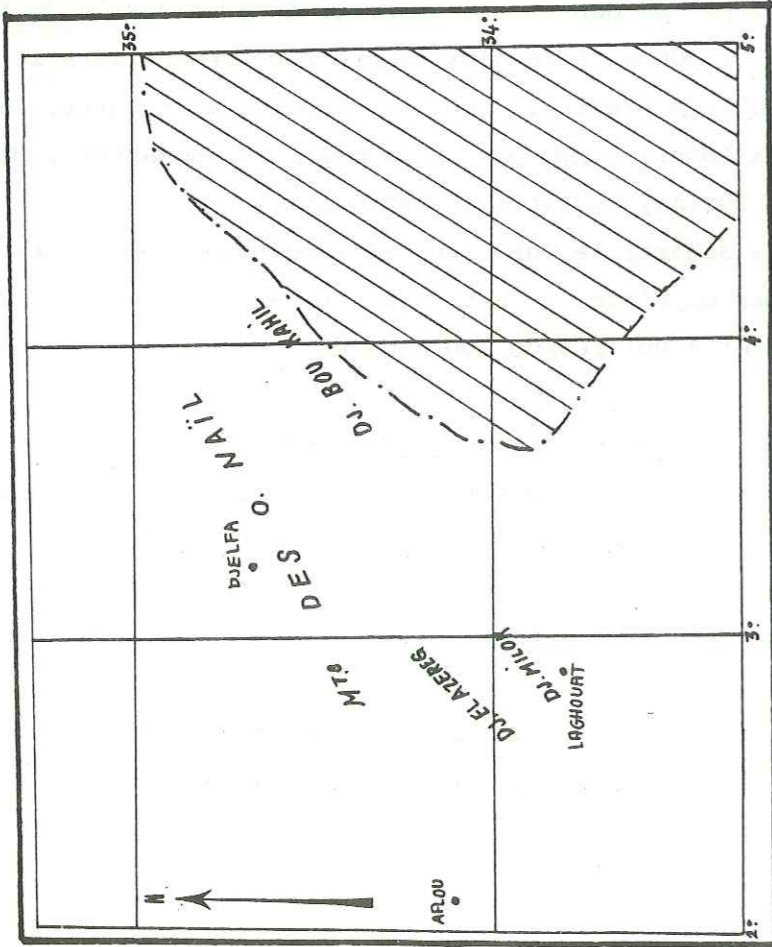 35°
34°
N
DJELFA
MTS DES O. NAÏL
DJ. BOU KAHIL
DJ. EL AZEREG
DJ. MILOK
LAGHOUAT
AFLOU
2°
3°
4°
5°